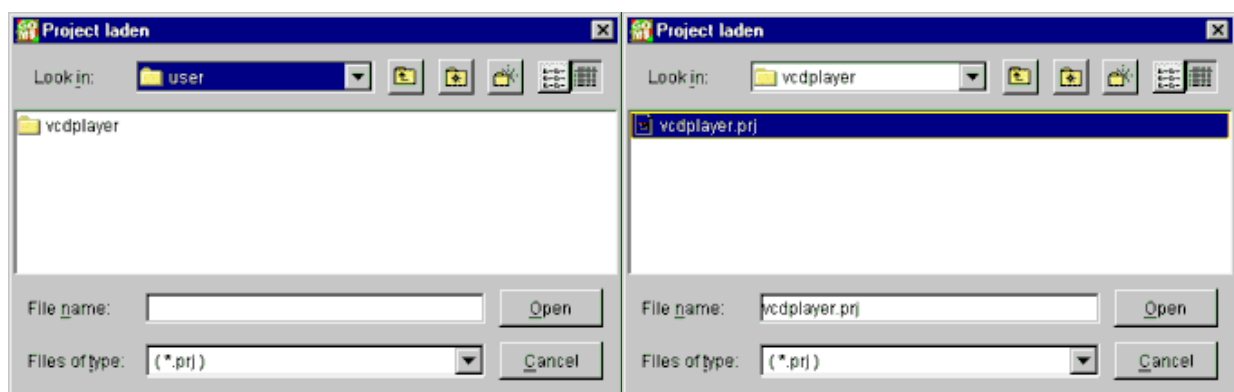 Project laden
Look in: user
vcdplayer
File name:
Open
Files of type: (*.prj)
Cancel
Project laden
Look in: vcdplayer
vcdplayer.prj
File name: vcdplayer.prj
Open
Files of type: (*.prj)
Cancel